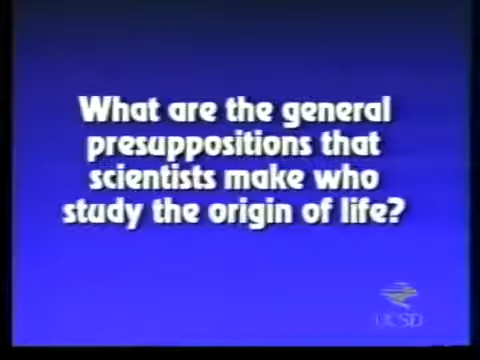 What are the general
presuppositions that
scientists make who
study the origin of life?
UCSD